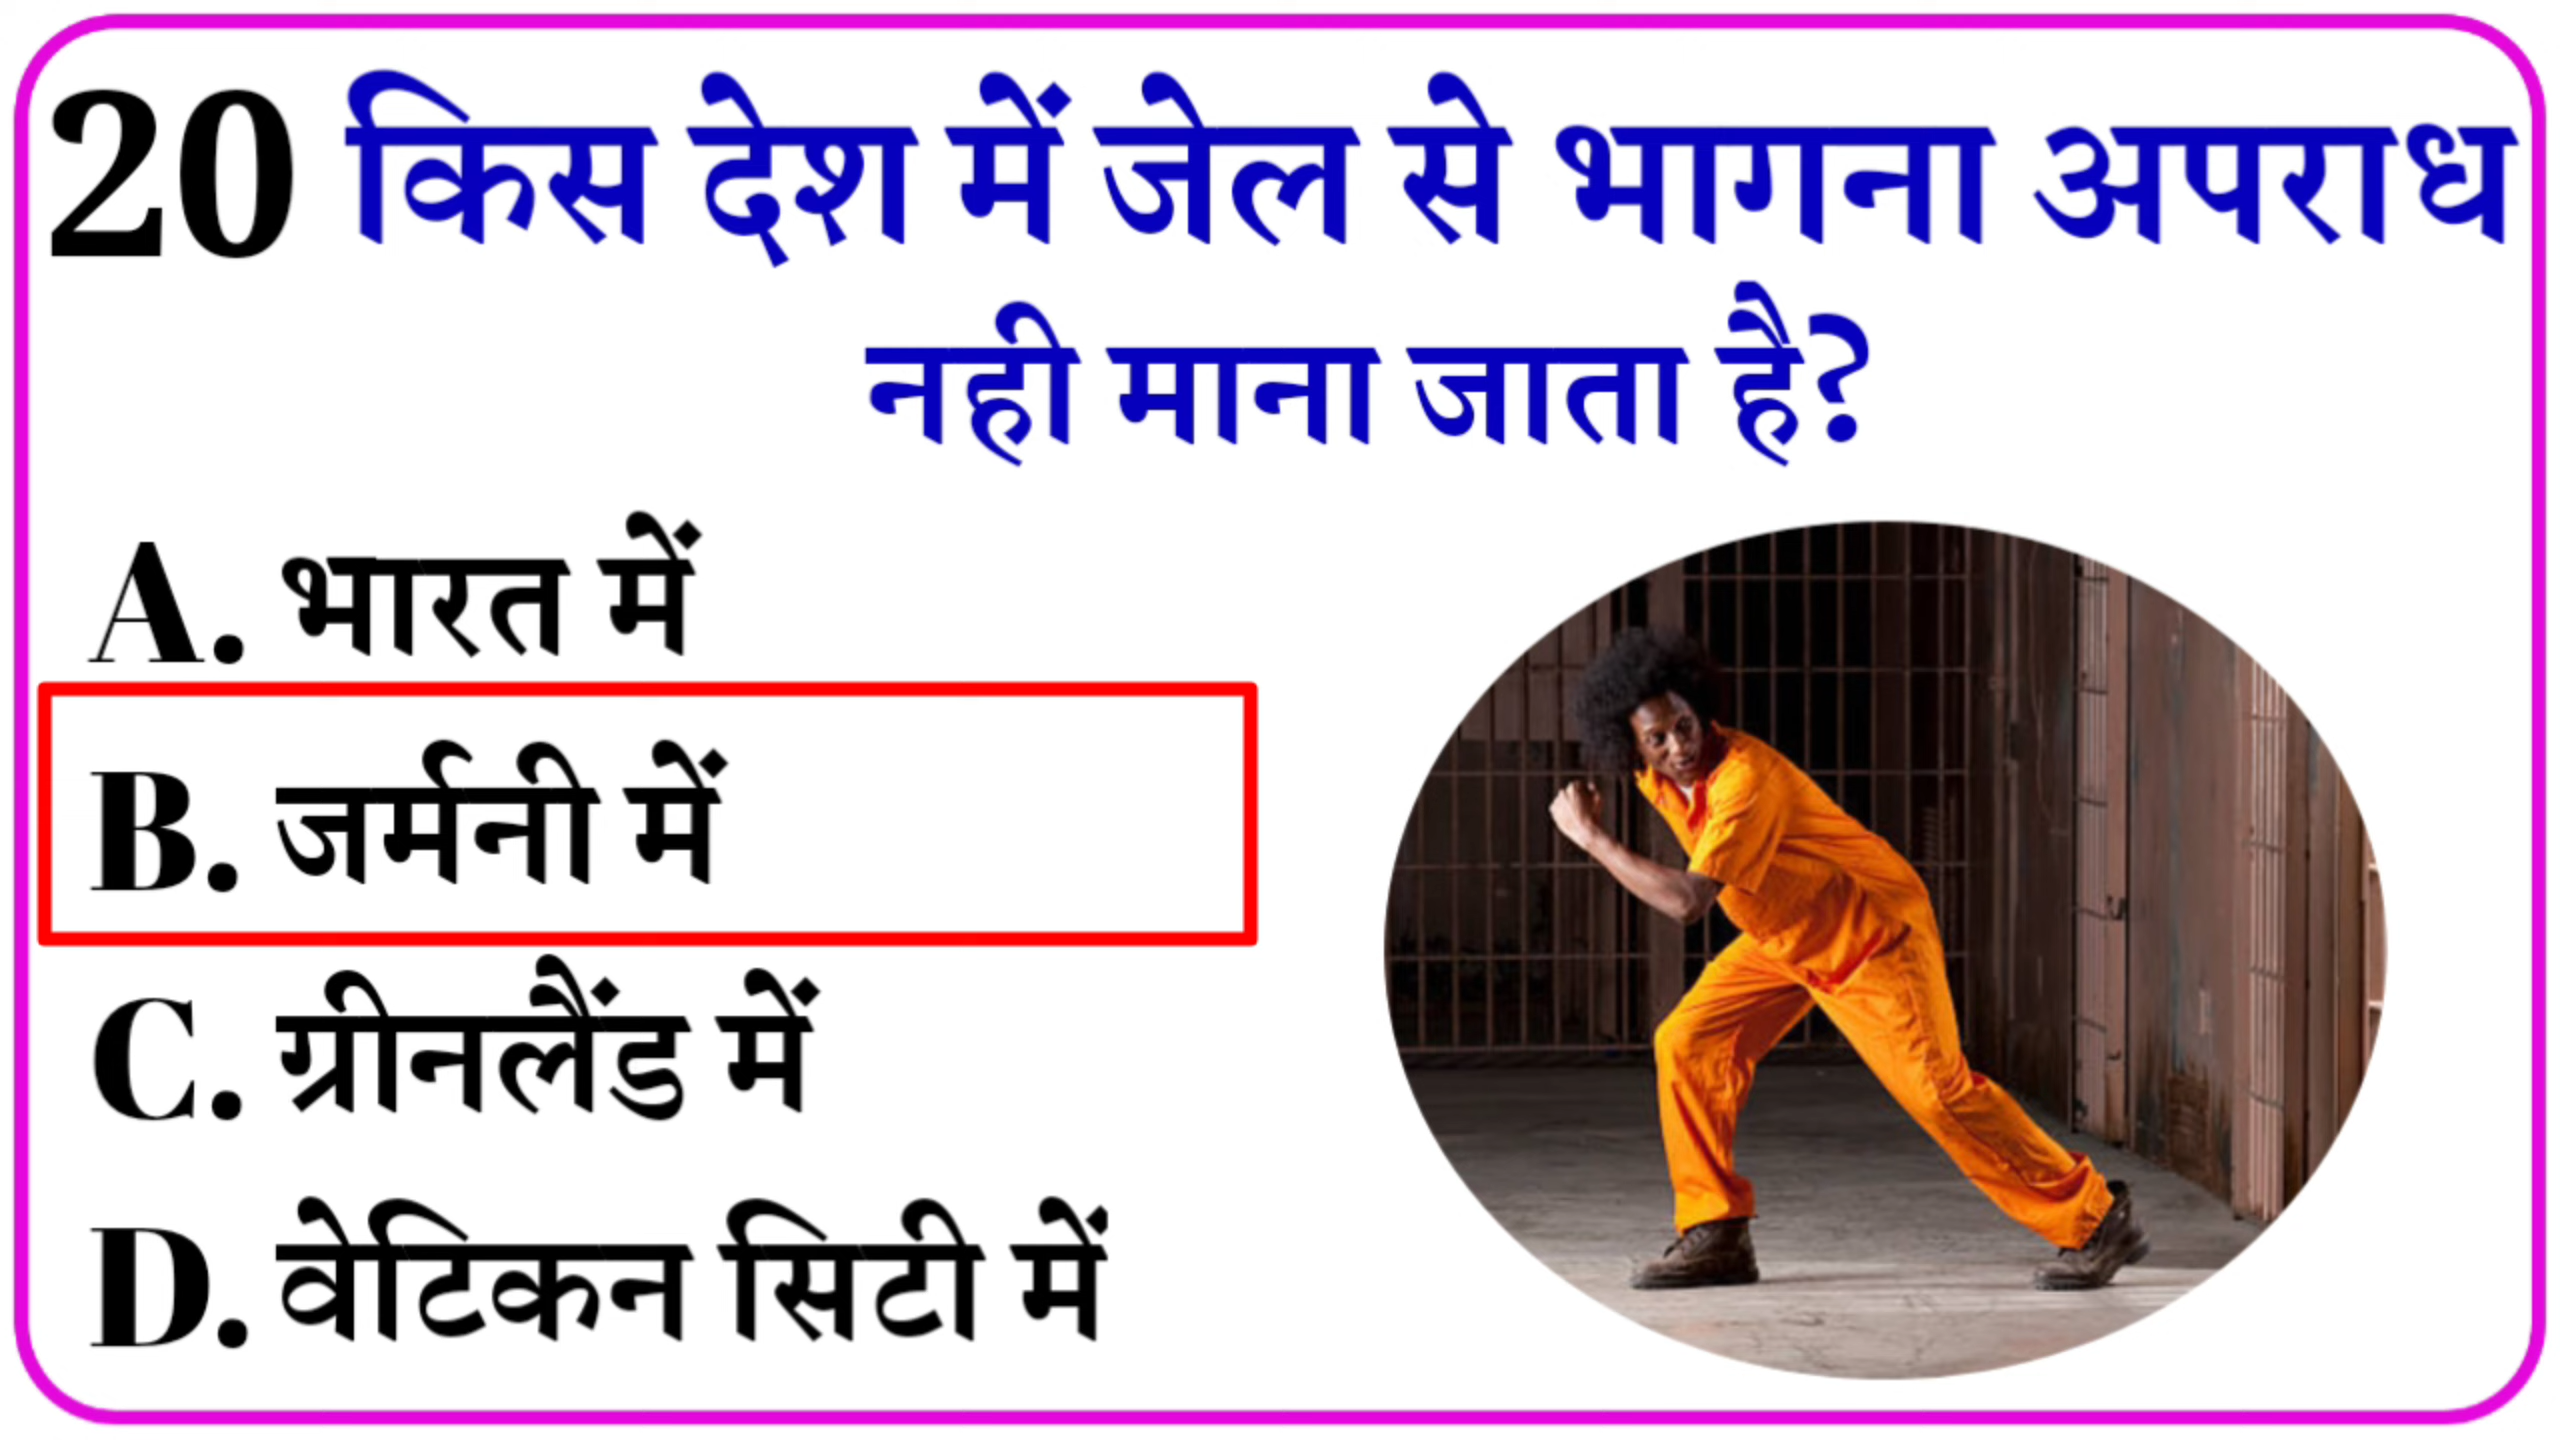 20 किस देश में जेल से भागना अपराध
नही माना जाता है?
A. भारत में
B. जर्मनी में
C. ग्रीनलैंड में
D. वेटिकन सिटी में